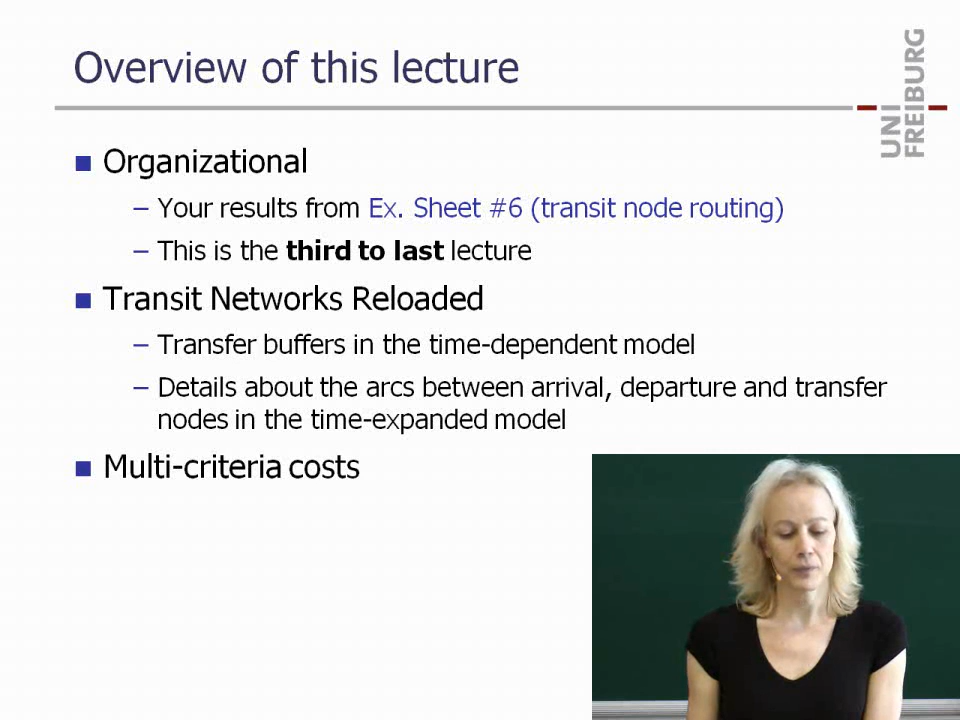 Overview of this lecture
UNI
FREIBURG
Organizational
– Your results from Ex. Sheet #6 (transit node routing)
– This is the third to last lecture
Transit Networks Reloaded
– Transfer buffers in the time-dependent model
– Details about the arcs between arrival, departure and transfer
nodes in the time-expanded model
Multi-criteria costs